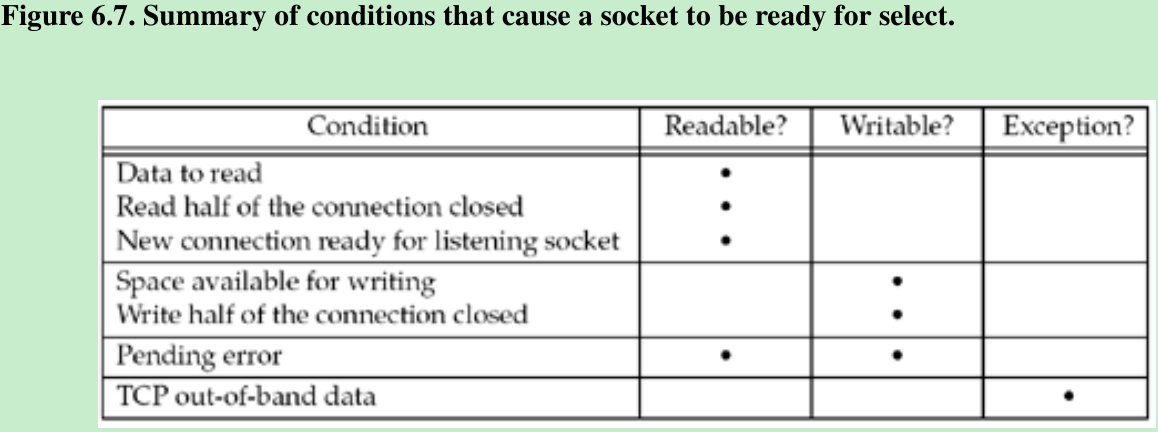 Figure 6.7. Summary of conditions that cause a socket to be ready for select.
Condition Readable? Writable? Exception?
Data to read •
Read half of the connection closed •
New connection ready for listening socket •
Space available for writing •
Write half of the connection closed •
Pending error • •
TCP out-of-band data •